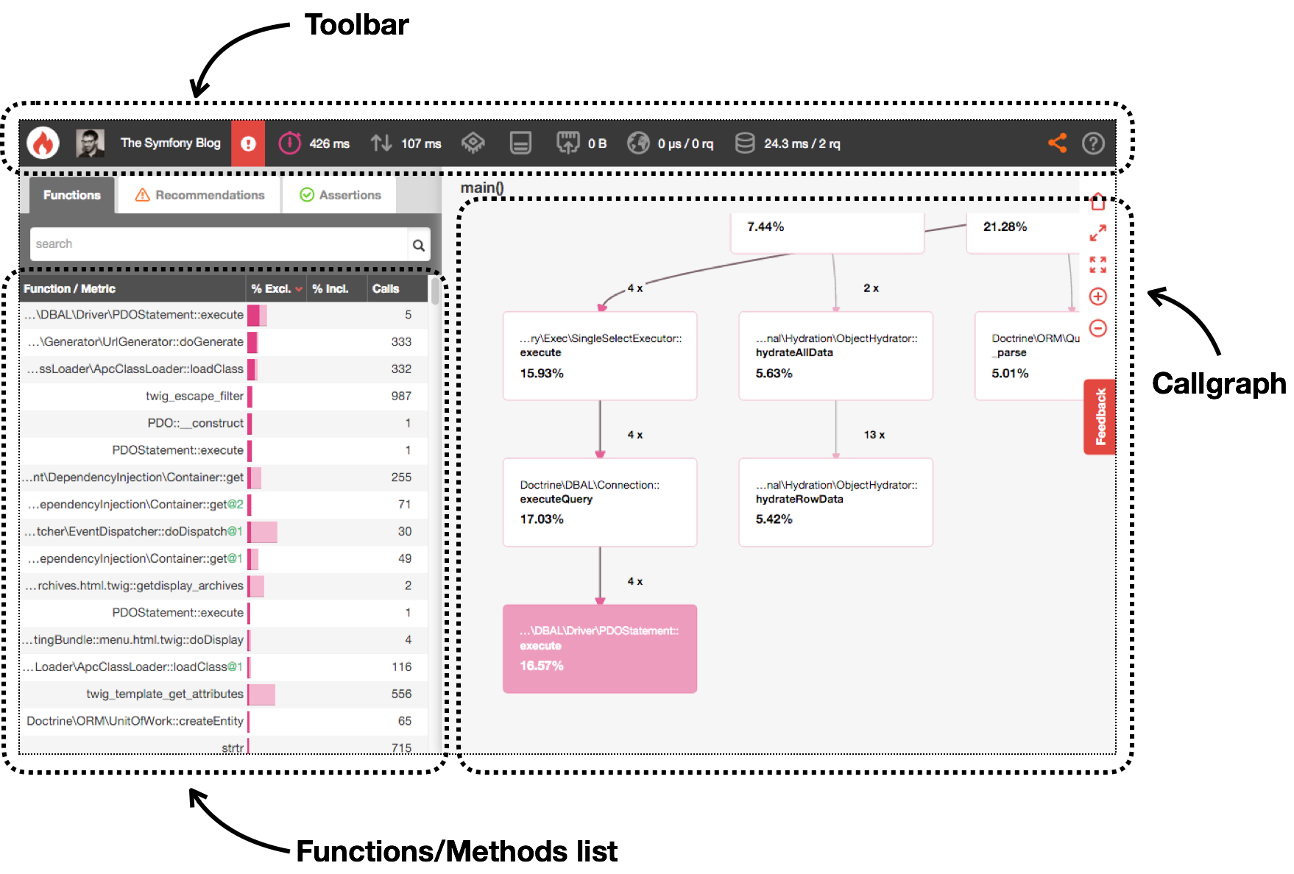 Toolbar
The Symfony Blog 426 ms 107 ms 0 B 0 µs / 0 rq 24.3 ms / 2 rq
Functions Recommendations Assertions
search
Function / Metric % Excl. % Incl. Calls
...\DBAL\Driver\PDOStatement::execute 5
...\Generator\UrlGenerator::doGenerate 333
...ssLoader\ApcClassLoader::loadClass 332
twig_escape_filter 987
PDO::__construct 1
PDOStatement::execute 1
...nt\DependencyInjection\Container::get 255
...ependencyInjection\Container::get@2 71
...tcher\EventDispatcher::doDispatch@1 30
...ependencyInjection\Container::get@1 49
...rchives.html.twig::getdisplay_archives 2
PDOStatement::execute 1
...tingBundle::menu.html.twig::doDisplay 4
...Loader\ApcClassLoader::loadClass@1 116
twig_template_get_attributes 556
Doctrine\ORM\UnitOfWork::createEntity 65
strtr 715
main()
7.44%
21.28%
4 x
2 x
...ry\Exec\SingleSelectExecutor::
execute
15.93%
...nal\Hydration\ObjectHydrator::
hydrateAllData
5.63%
Doctrine\ORM\Qu
_parse
5.01%
4 x
13 x
Doctrine\DBAL\Connection::
executeQuery
17.03%
...nal\Hydration\ObjectHydrator::
hydrateRowData
5.42%
4 x
...\DBAL\Driver\PDOStatement::
execute
16.57%
Feedback
Callgraph
Functions/Methods list